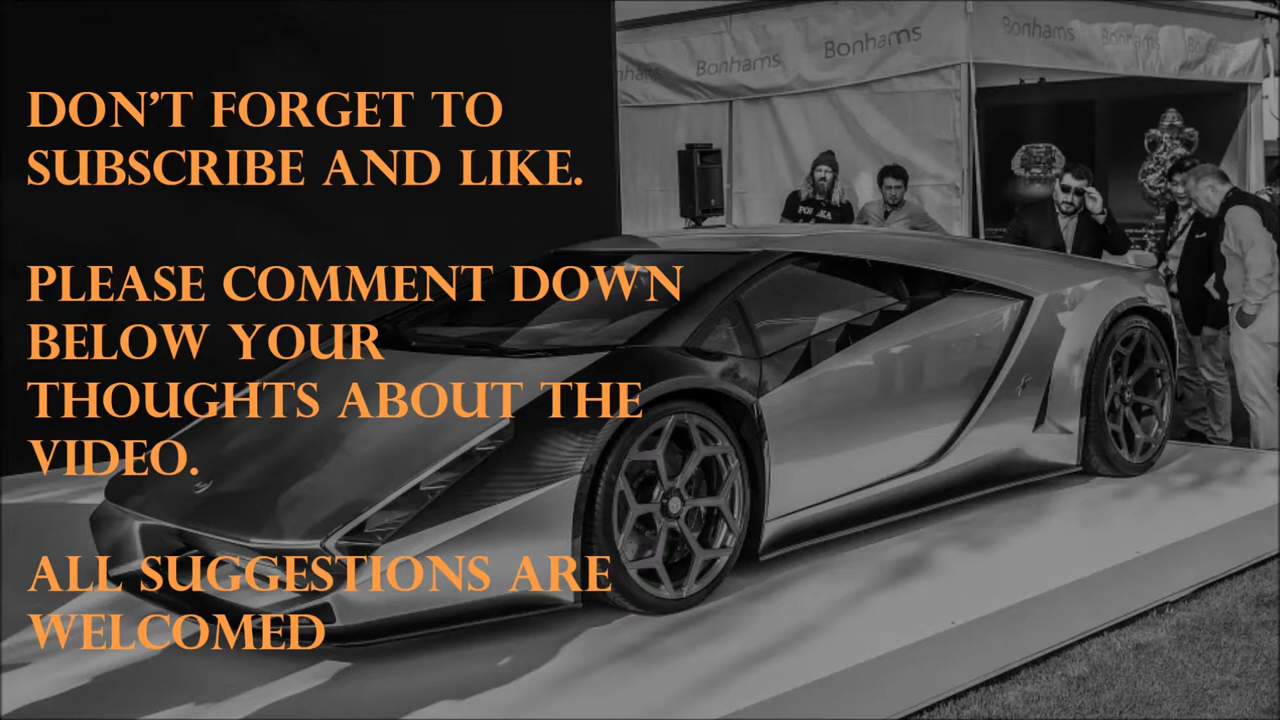 DON'T FORGET TO
SUBSCRIBE AND LIKE.
PLEASE COMMENT DOWN
BELOW YOUR
THOUGHTS ABOUT THE
VIDEO.
ALL SUGGESTIONS ARE
WELCOMED
Bonhams
Bonhams
Bonhams
Bonhams